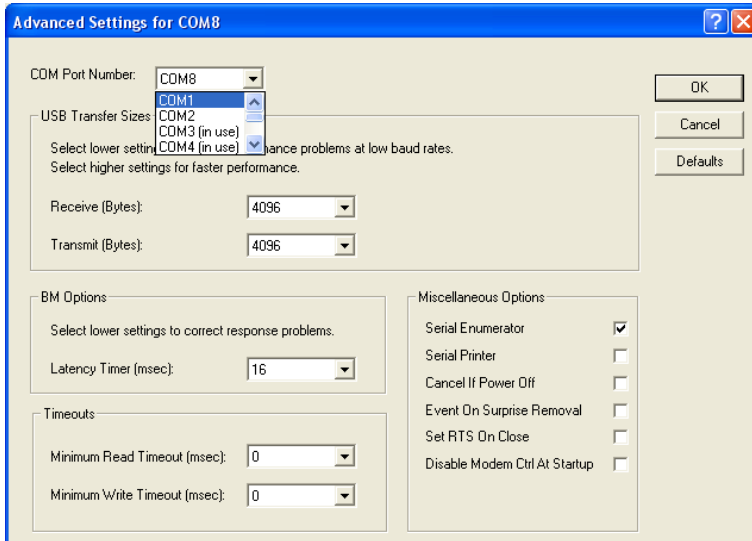 Advanced Settings for COM8
COM Port Number: COM8
COM1
COM2
COM3 (in use)
COM4 (in use)
OK
Cancel
Defaults
USB Transfer Sizes
Select lower settin mance problems at low baud rates.
Select higher settings for faster performance.
Receive (Bytes): 4096
Transmit (Bytes): 4096
BM Options
Select lower settings to correct response problems.
Latency Timer (msec): 16
Timeouts
Minimum Read Timeout (msec): 0
Minimum Write Timeout (msec): 0
Miscellaneous Options
Serial Enumerator
Serial Printer
Cancel If Power Off
Event On Surprise Removal
Set RTS On Close
Disable Modem Ctrl At Startup